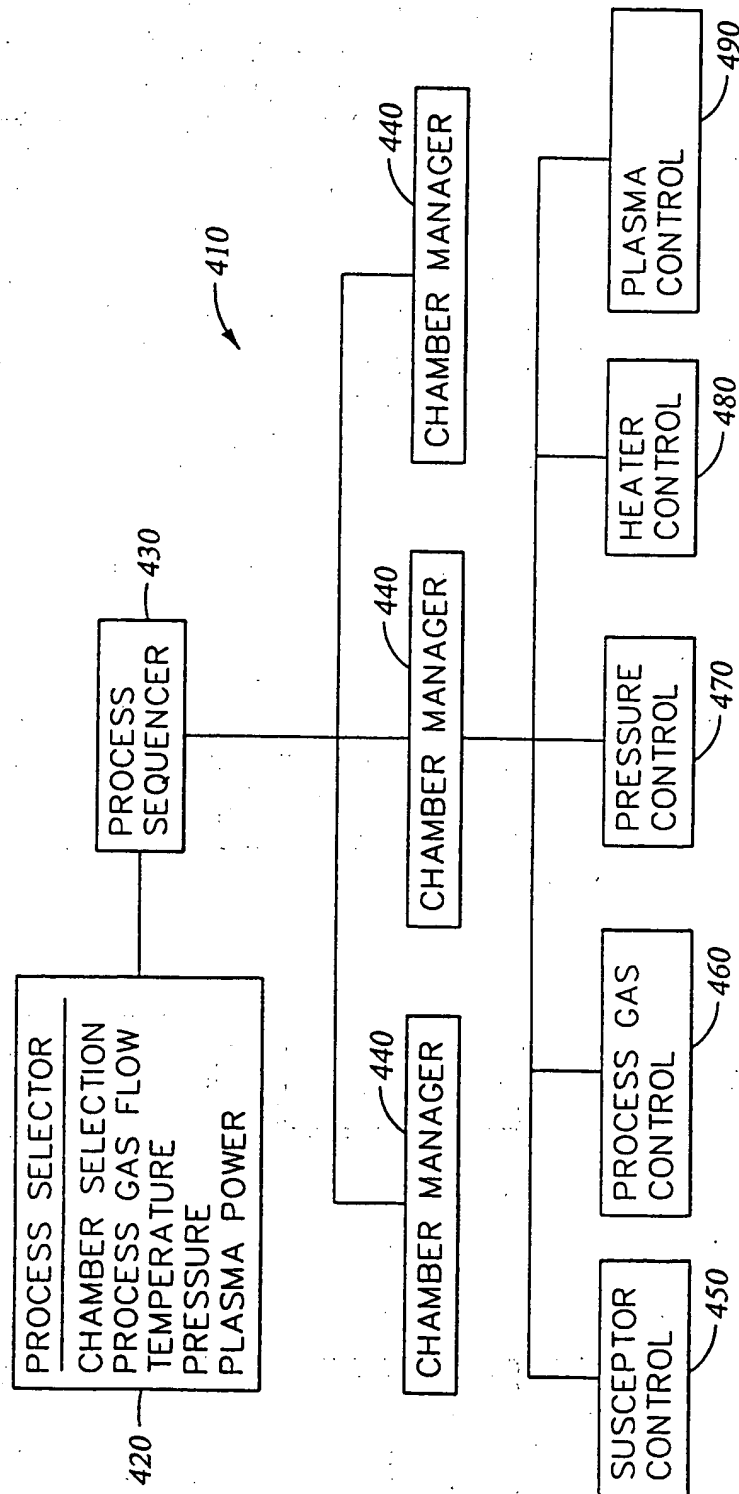 410
PROCESS SELECTOR
CHAMBER SELECTION
PROCESS GAS FLOW
TEMPERATURE
PRESSURE
PLASMA POWER
420
PROCESS
SEQUENCER
430
CHAMBER MANAGER
440
CHAMBER MANAGER
440
CHAMBER MANAGER
440
SUSCEPTOR
CONTROL
450
PROCESS GAS
CONTROL
460
PRESSURE
CONTROL
470
HEATER
CONTROL
480
PLASMA
CONTROL
490